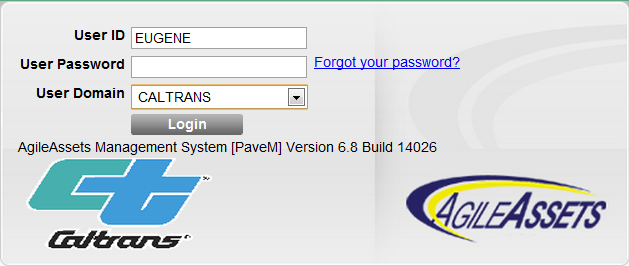 User ID EUGENE
User Password Forgot your password?
User Domain CALTRANS
Login
AgileAssets Management System [PaveM] Version 6.8 Build 14026
ct
Caltrans
AGILEASSETS